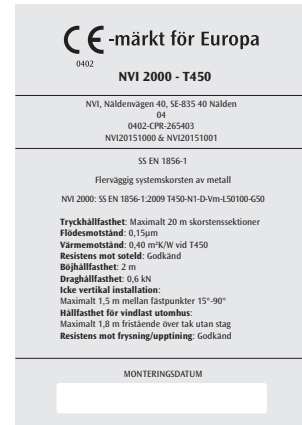 CE-märkt för Europa
0402
NVI 2000 - T450
NVI, Näldenvägen 40, SE-835 40 Nälden
04
0402-CPR-265403
NVI20151000 & NVI20151001
SS EN 1856-1
Flerväggig systemskorsten av metall
NVI 2000: SS EN 1856-1:2009 T450-N1-D-Vm-L50100-G50
Tryckhållfasthet: Maximalt 20 m skorstenssektioner
Flödesmotstånd: 0,15µm
Värmemotstånd: 0,40 m²K/W vid T450
Resistens mot soteld: Godkänd
Böjhållfasthet: 2 m
Draghållfasthet: 0,6 kN
Icke vertikal installation:
Maximalt 1,5 m mellan fästpunkter 15°-90°
Hållfasthet för vindlast utomhus:
Maximalt 1,8 m fristående över tak utan stag
Resistens mot frysning/upptining: Godkänd
MONTERINGSDATUM